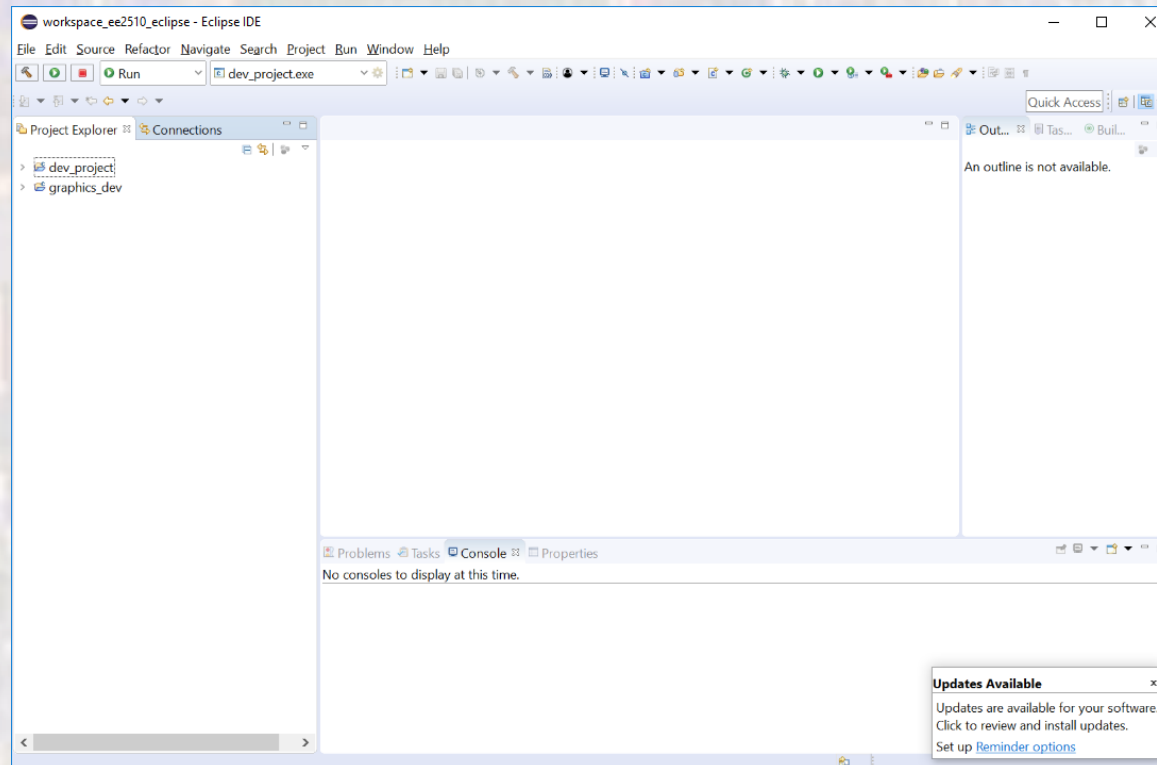 workspace_ee2510_eclipse - Eclipse IDE
File Edit Source Refactor Navigate Search Project Run Window Help
Run dev_project.exe
Quick Access
Project Explorer Connections
Out... Tas... Buil...
An outline is not available.
dev_project
graphics_dev
Problems Tasks Console Properties
No consoles to display at this time.
Updates Available
Updates are available for your software.
Click to review and install updates.
Set up Reminder options